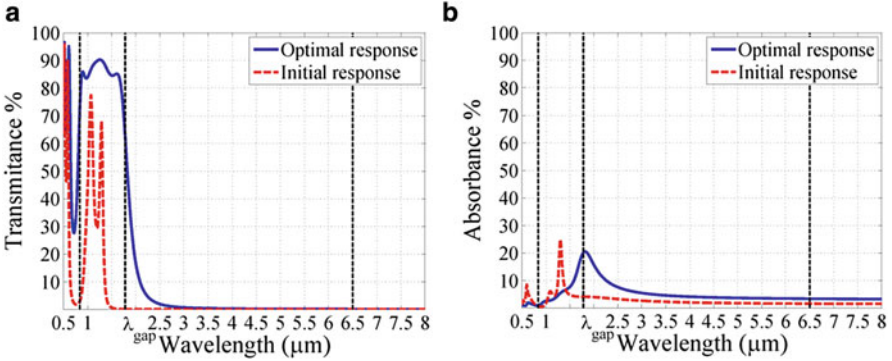 a
Transmitance %
100
90
80
70
60
50
40
30
20
10
Optimal response
Initial response
0.5 1 λgap 2.5 3 3.5 4 4.5 5 5.5 6 6.5 7 7.5 8
Wavelength (μm)
b
Absorbance %
100
90
80
70
60
50
40
30
20
10
Optimal response
Initial response
0.5 1 λgap 2.5 3 3.5 4 4.5 5 5.5 6 6.5 7 7.5 8
Wavelength (μm)